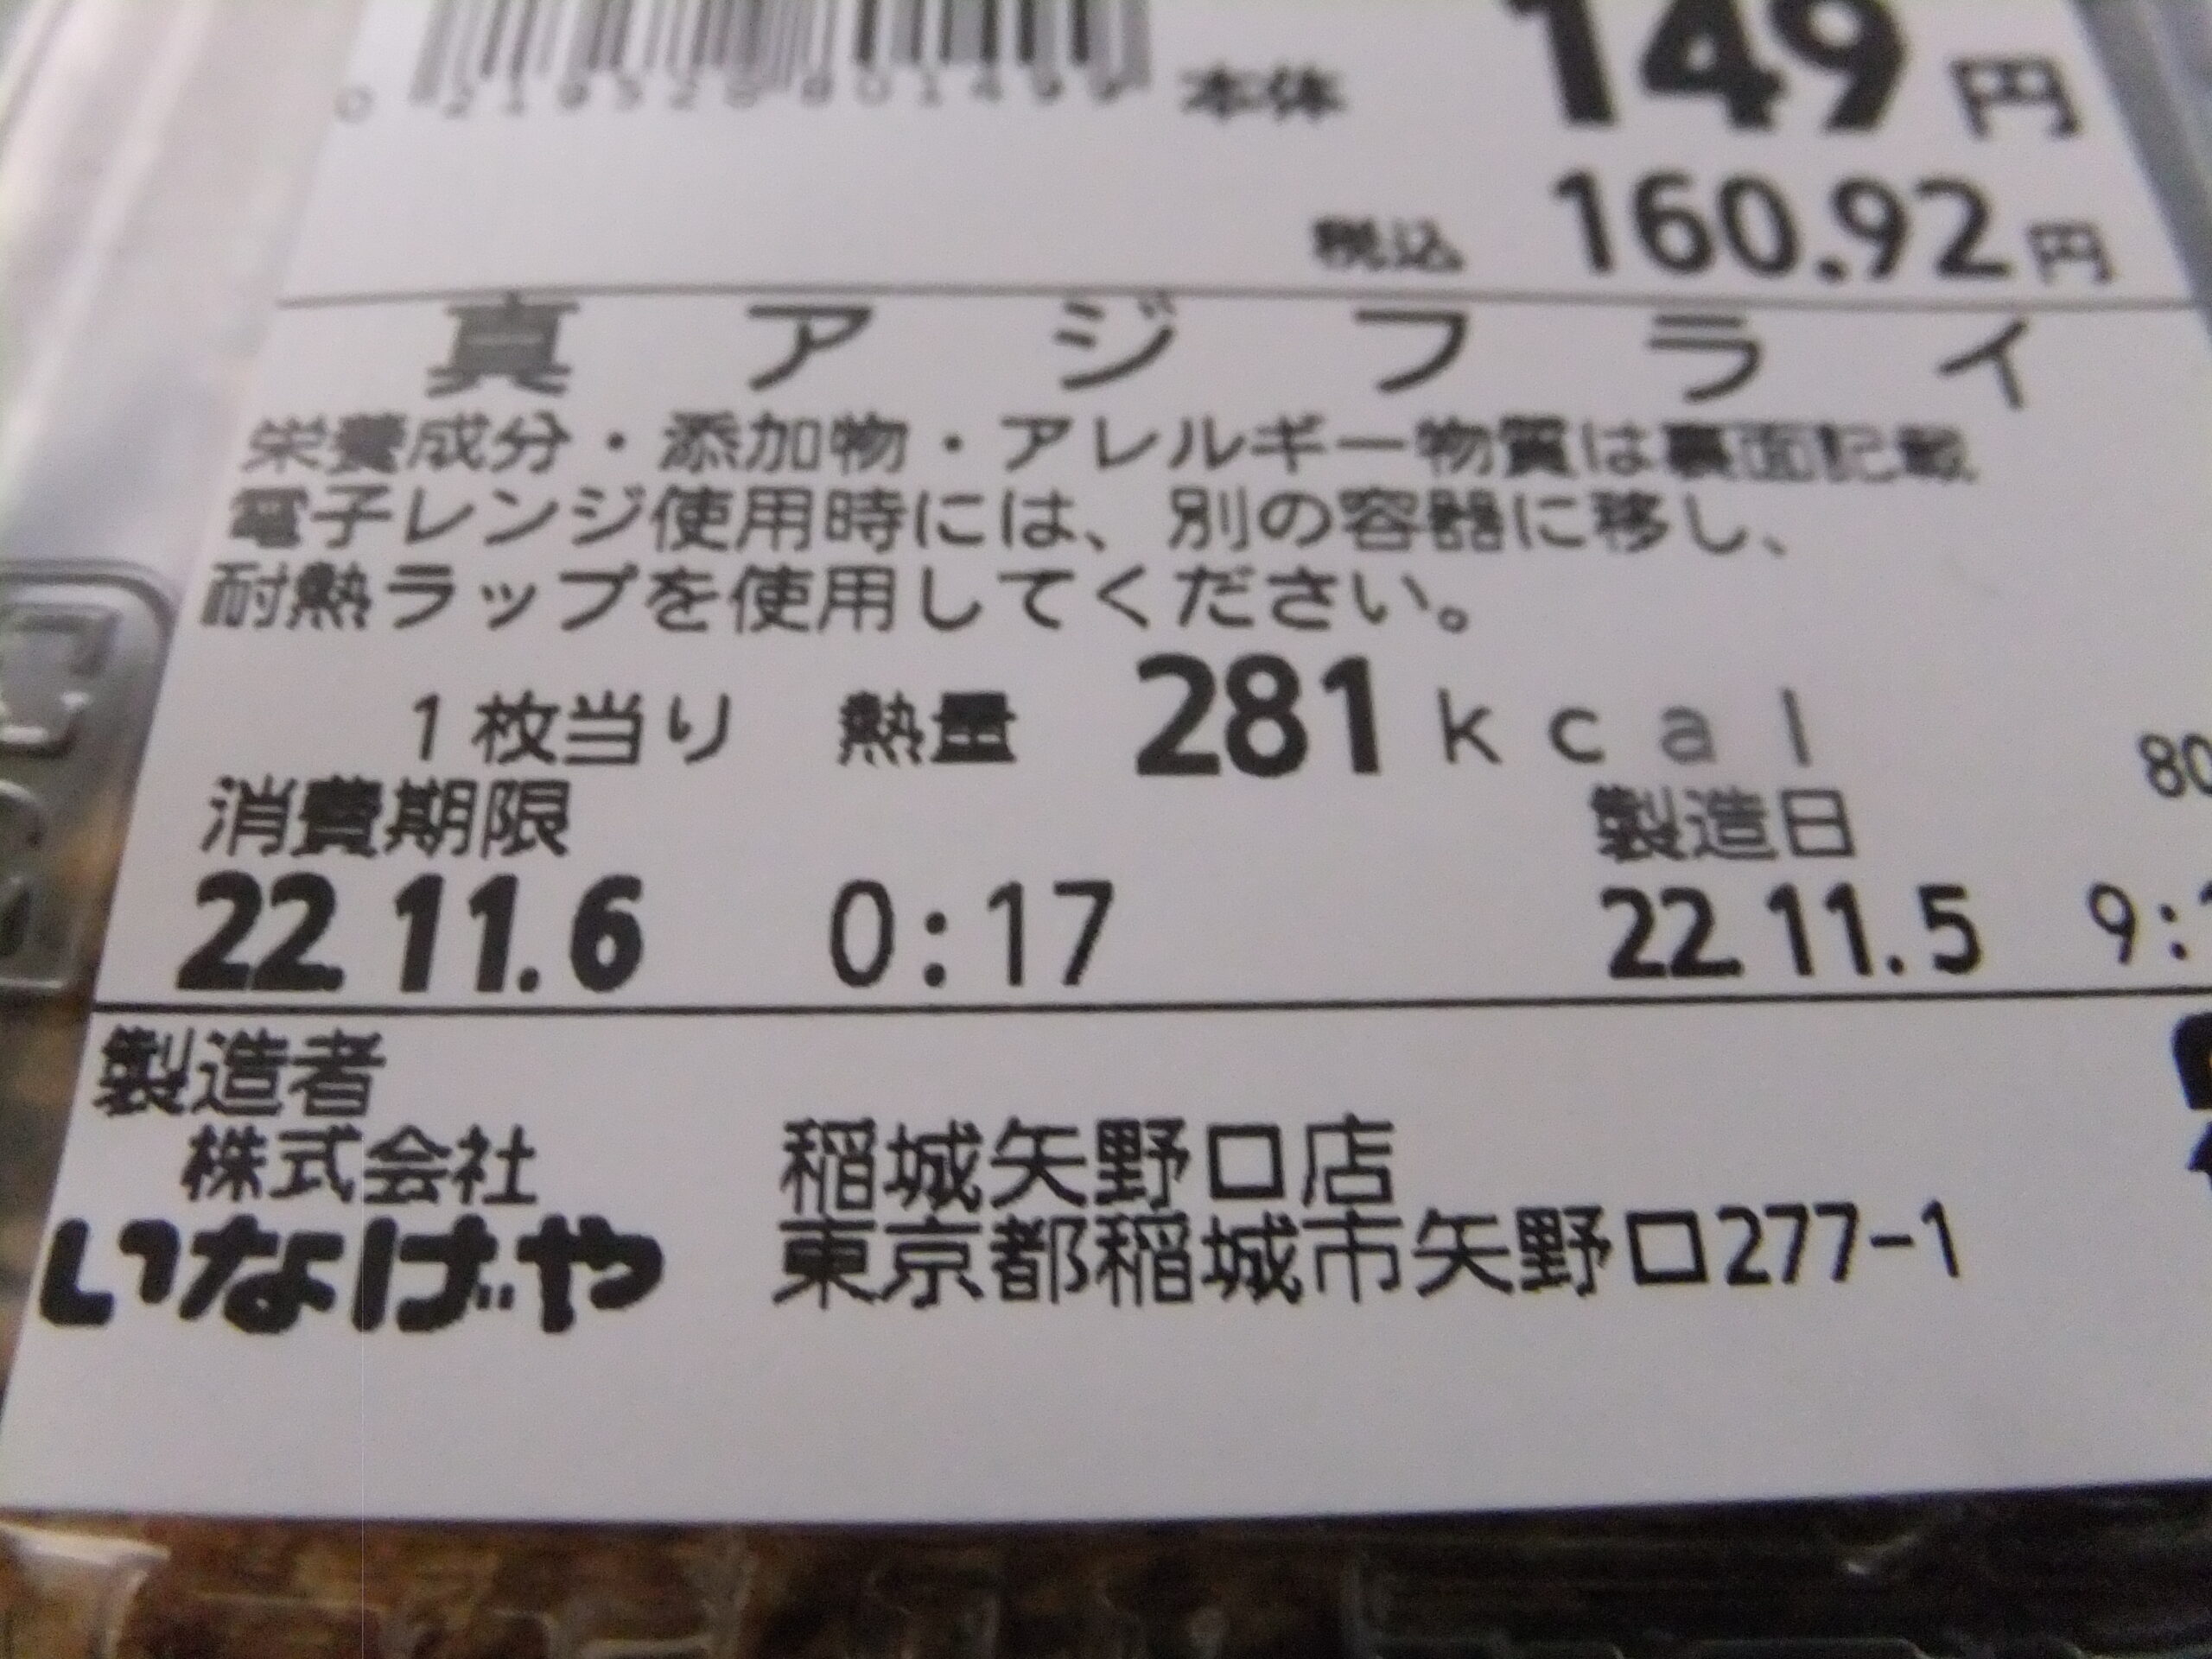 149円
本体
税込 160.92円
真アジフライ
栄養成分・添加物・アレルギー物質は裏面記載
電子レンジ使用時には、別の容器に移し、
耐熱ラップを使用してください。
1枚当り 熱量 281kcal
80
消費期限 製造日
22.11.6 0:17 22.11.5 9:
製造者
株式会社 稲城矢野口店
いなげや 東京都稲城市矢野口277-1